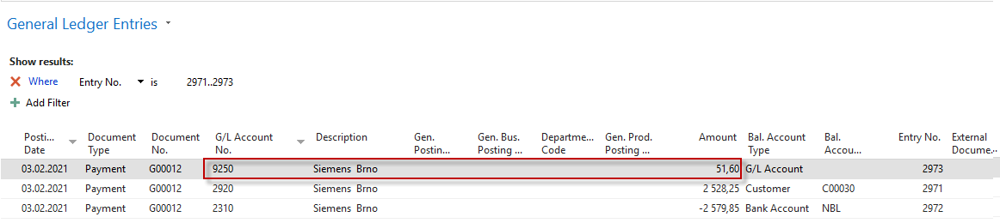 General Ledger Entries
Show results:
Where Entry No. is 2971..2973
Add Filter
Posti... Document Document G/L Account Description Gen. Gen. Bus. Departme... Gen. Prod. Amount Bal. Account Bal. Entry No. External
Date Type No. No. Postin... Posting ... Code Posting ... Type Accou... Docume...
03.02.2021 Payment G00012 9250 Siemens Brno 51,60 G/L Account 2973
03.02.2021 Payment G00012 2920 Siemens Brno 2 528,25 Customer C00030 2971
03.02.2021 Payment G00012 2310 Siemens Brno -2 579,85 Bank Account NBL 2972